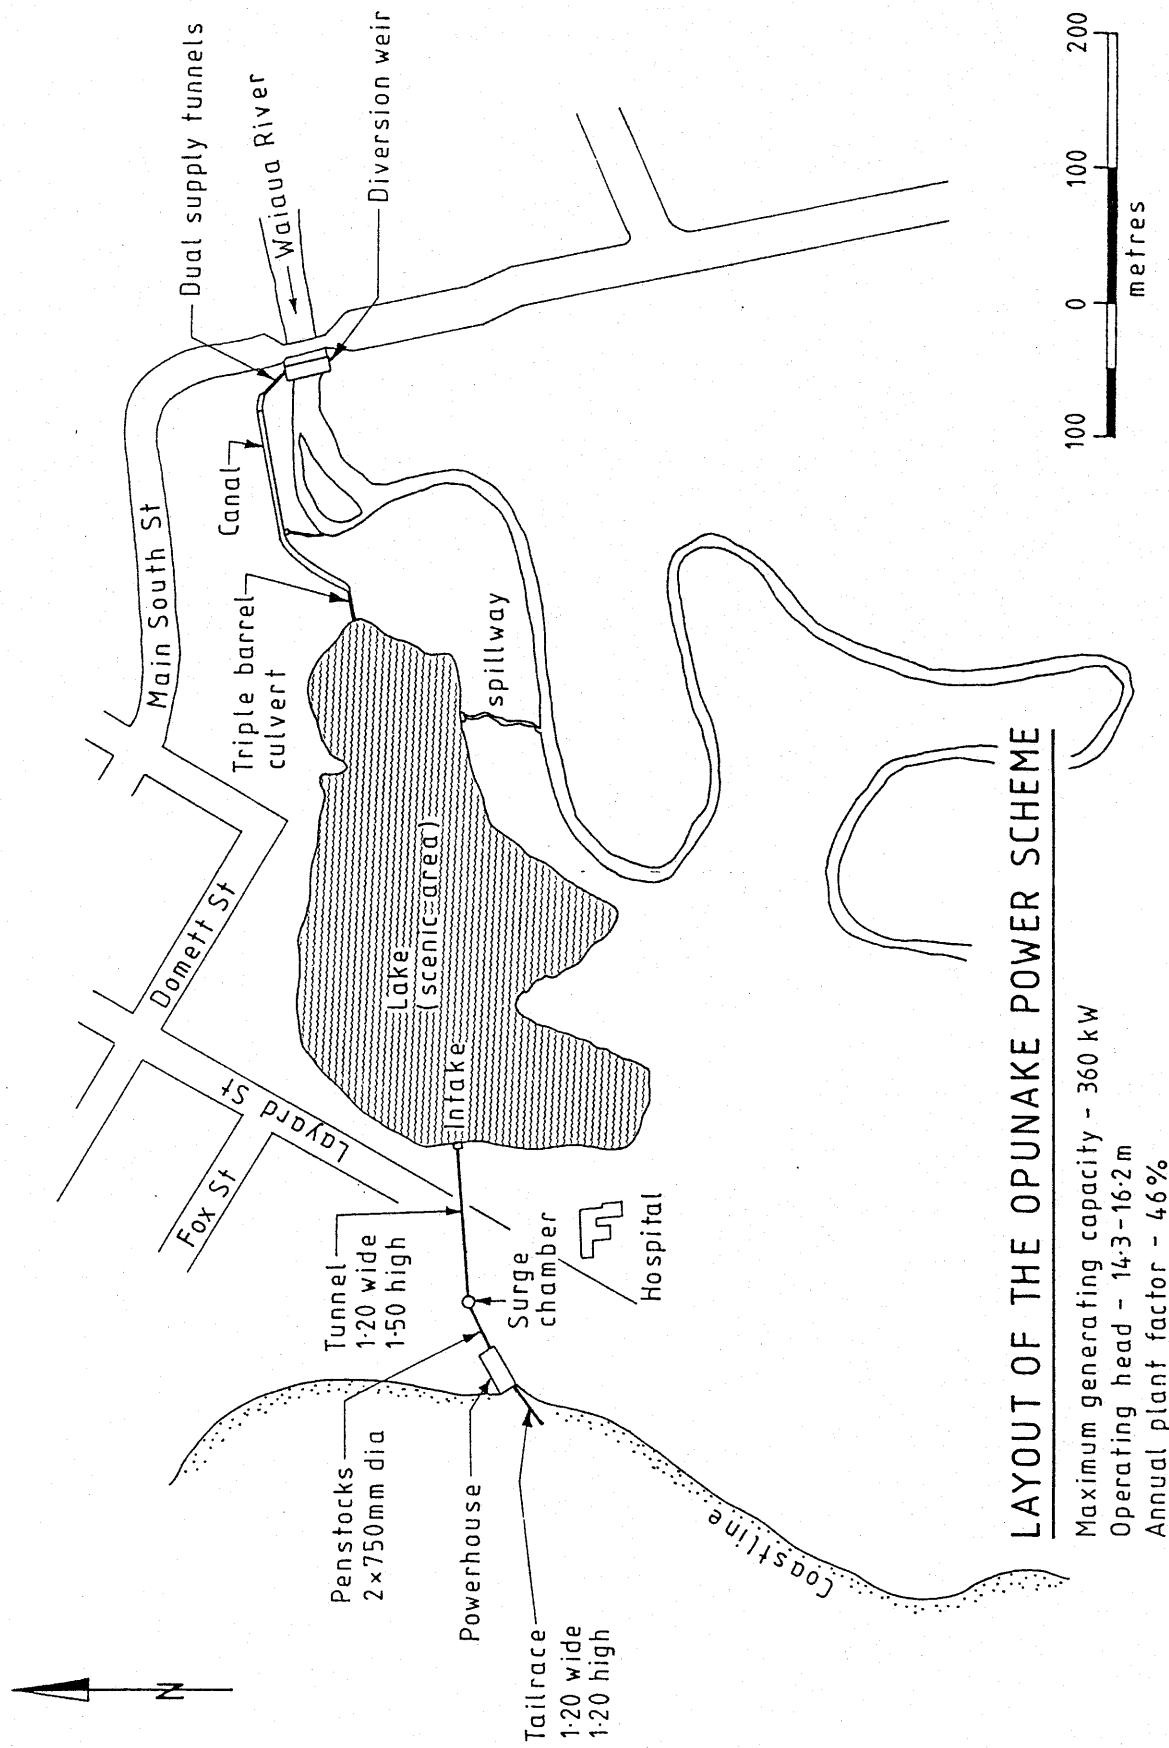 Dual supply tunnels
Waiaua River
Diversion weir
Main South St
Canal
Triple barrel
culvert
spillway
Domett St
Lake
(scenic area)
Intake
Layard St
Fox St
Tunnel
1·20 wide
1·50 high
Surge
chamber
Hospital
Penstocks
2×750mm dia
Powerhouse
Tailrace
1·20 wide
1·20 high
Coastline
N
100 0 100 200
metres
LAYOUT OF THE OPUNAKE POWER SCHEME
Maximum generating capacity - 360 kW
Operating head - 14·3-16·2m
Annual plant factor - 46%